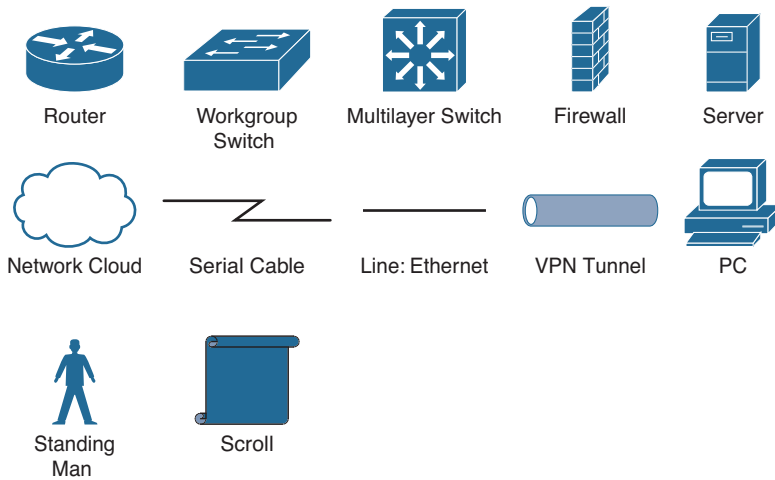 Router
Workgroup
Switch
Multilayer Switch
Firewall
Server
Network Cloud
Serial Cable
Line: Ethernet
VPN Tunnel
PC
Standing
Man
Scroll